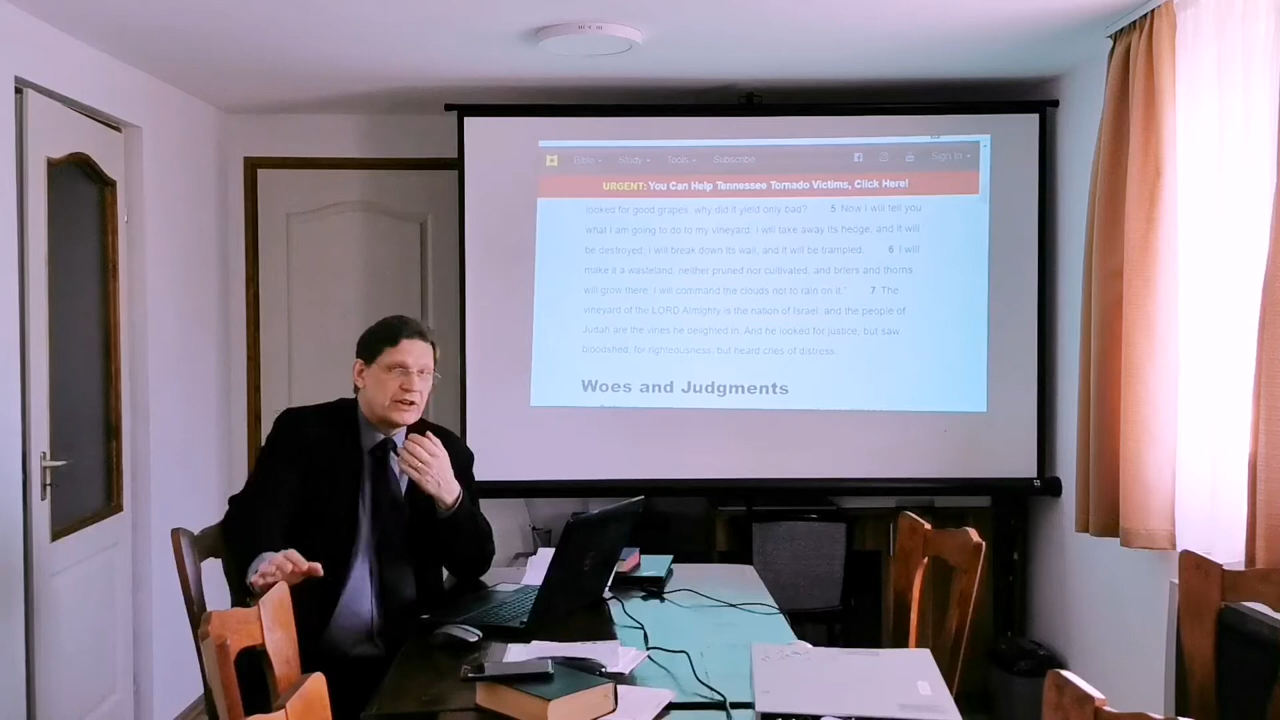 Bible Study Tools Subscribe Sign In
URGENT: You Can Help Tennessee Tornado Victims, Click Here!
looked for good grapes, why did it yield only bad? 5 Now I will tell you
what I am going to do to my vineyard: I will take away its hedge, and it will
be destroyed; I will break down its wall, and it will be trampled. 6 I will
make it a wasteland, neither pruned nor cultivated, and briers and thorns
will grow there. I will command the clouds not to rain on it.” 7 The
vineyard of the LORD Almighty is the nation of Israel, and the people of
Judah are the vines he delighted in. And he looked for justice, but saw
bloodshed; for righteousness, but heard cries of distress.
Woes and Judgments